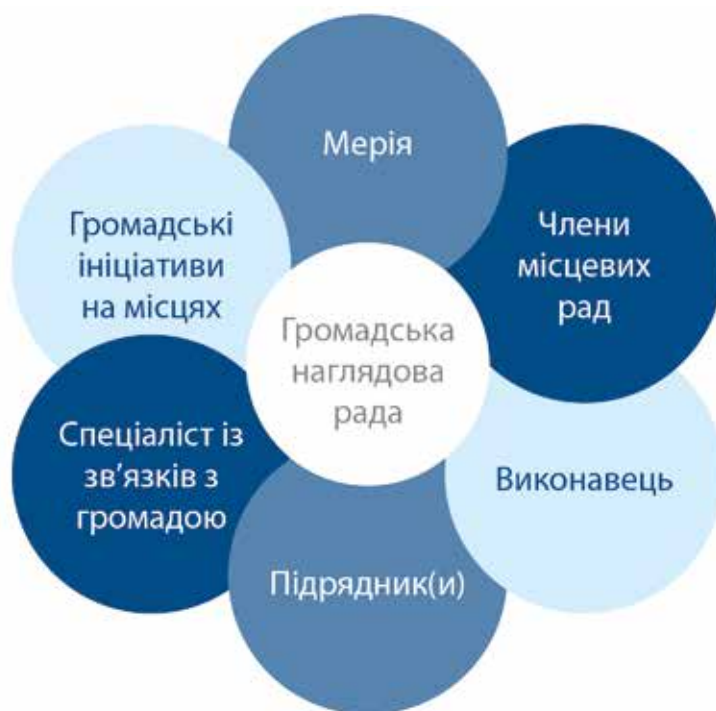 Мерія
Члени
місцевих
рад
Громадські
ініціативи
на місцях
Громадська
наглядова
рада
Спеціаліст із
зв’язків з
громадою
Виконавець
Підрядник(и)